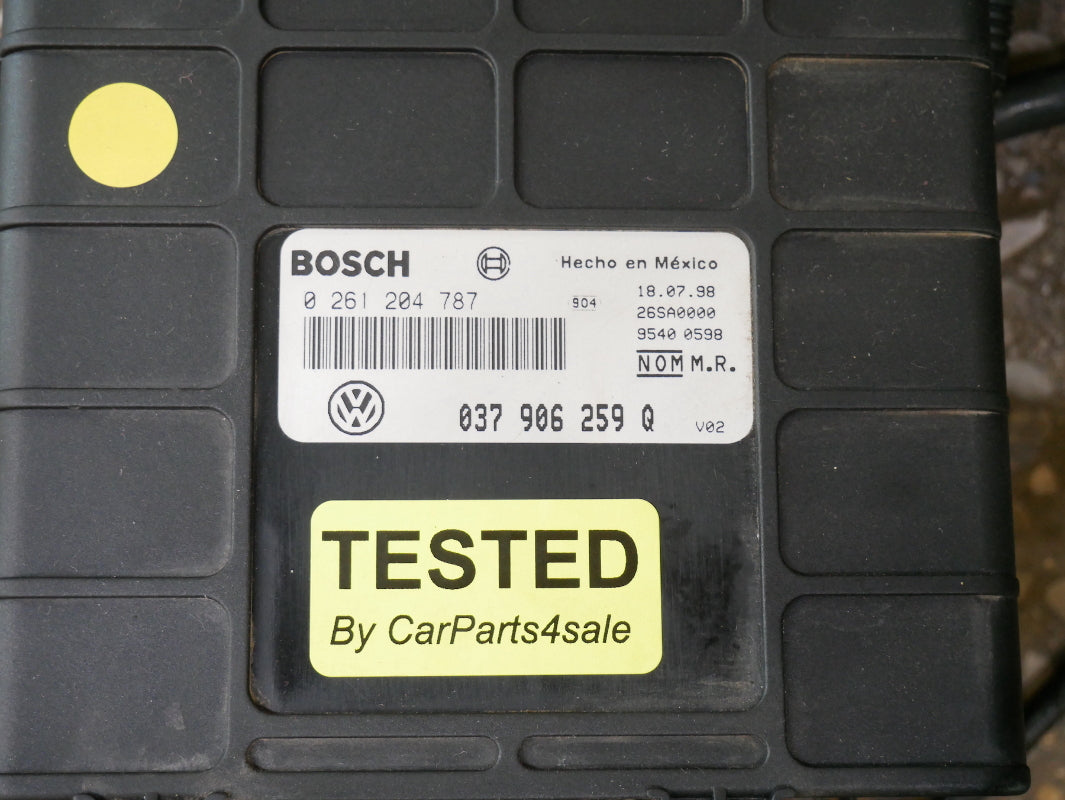 BOSCH
Hecho en México
0 261 204 787
904
18.07.98
26SA0000
9540 0598
NOM M.R.
037 906 259 Q
V02
TESTED
By CarParts4sale